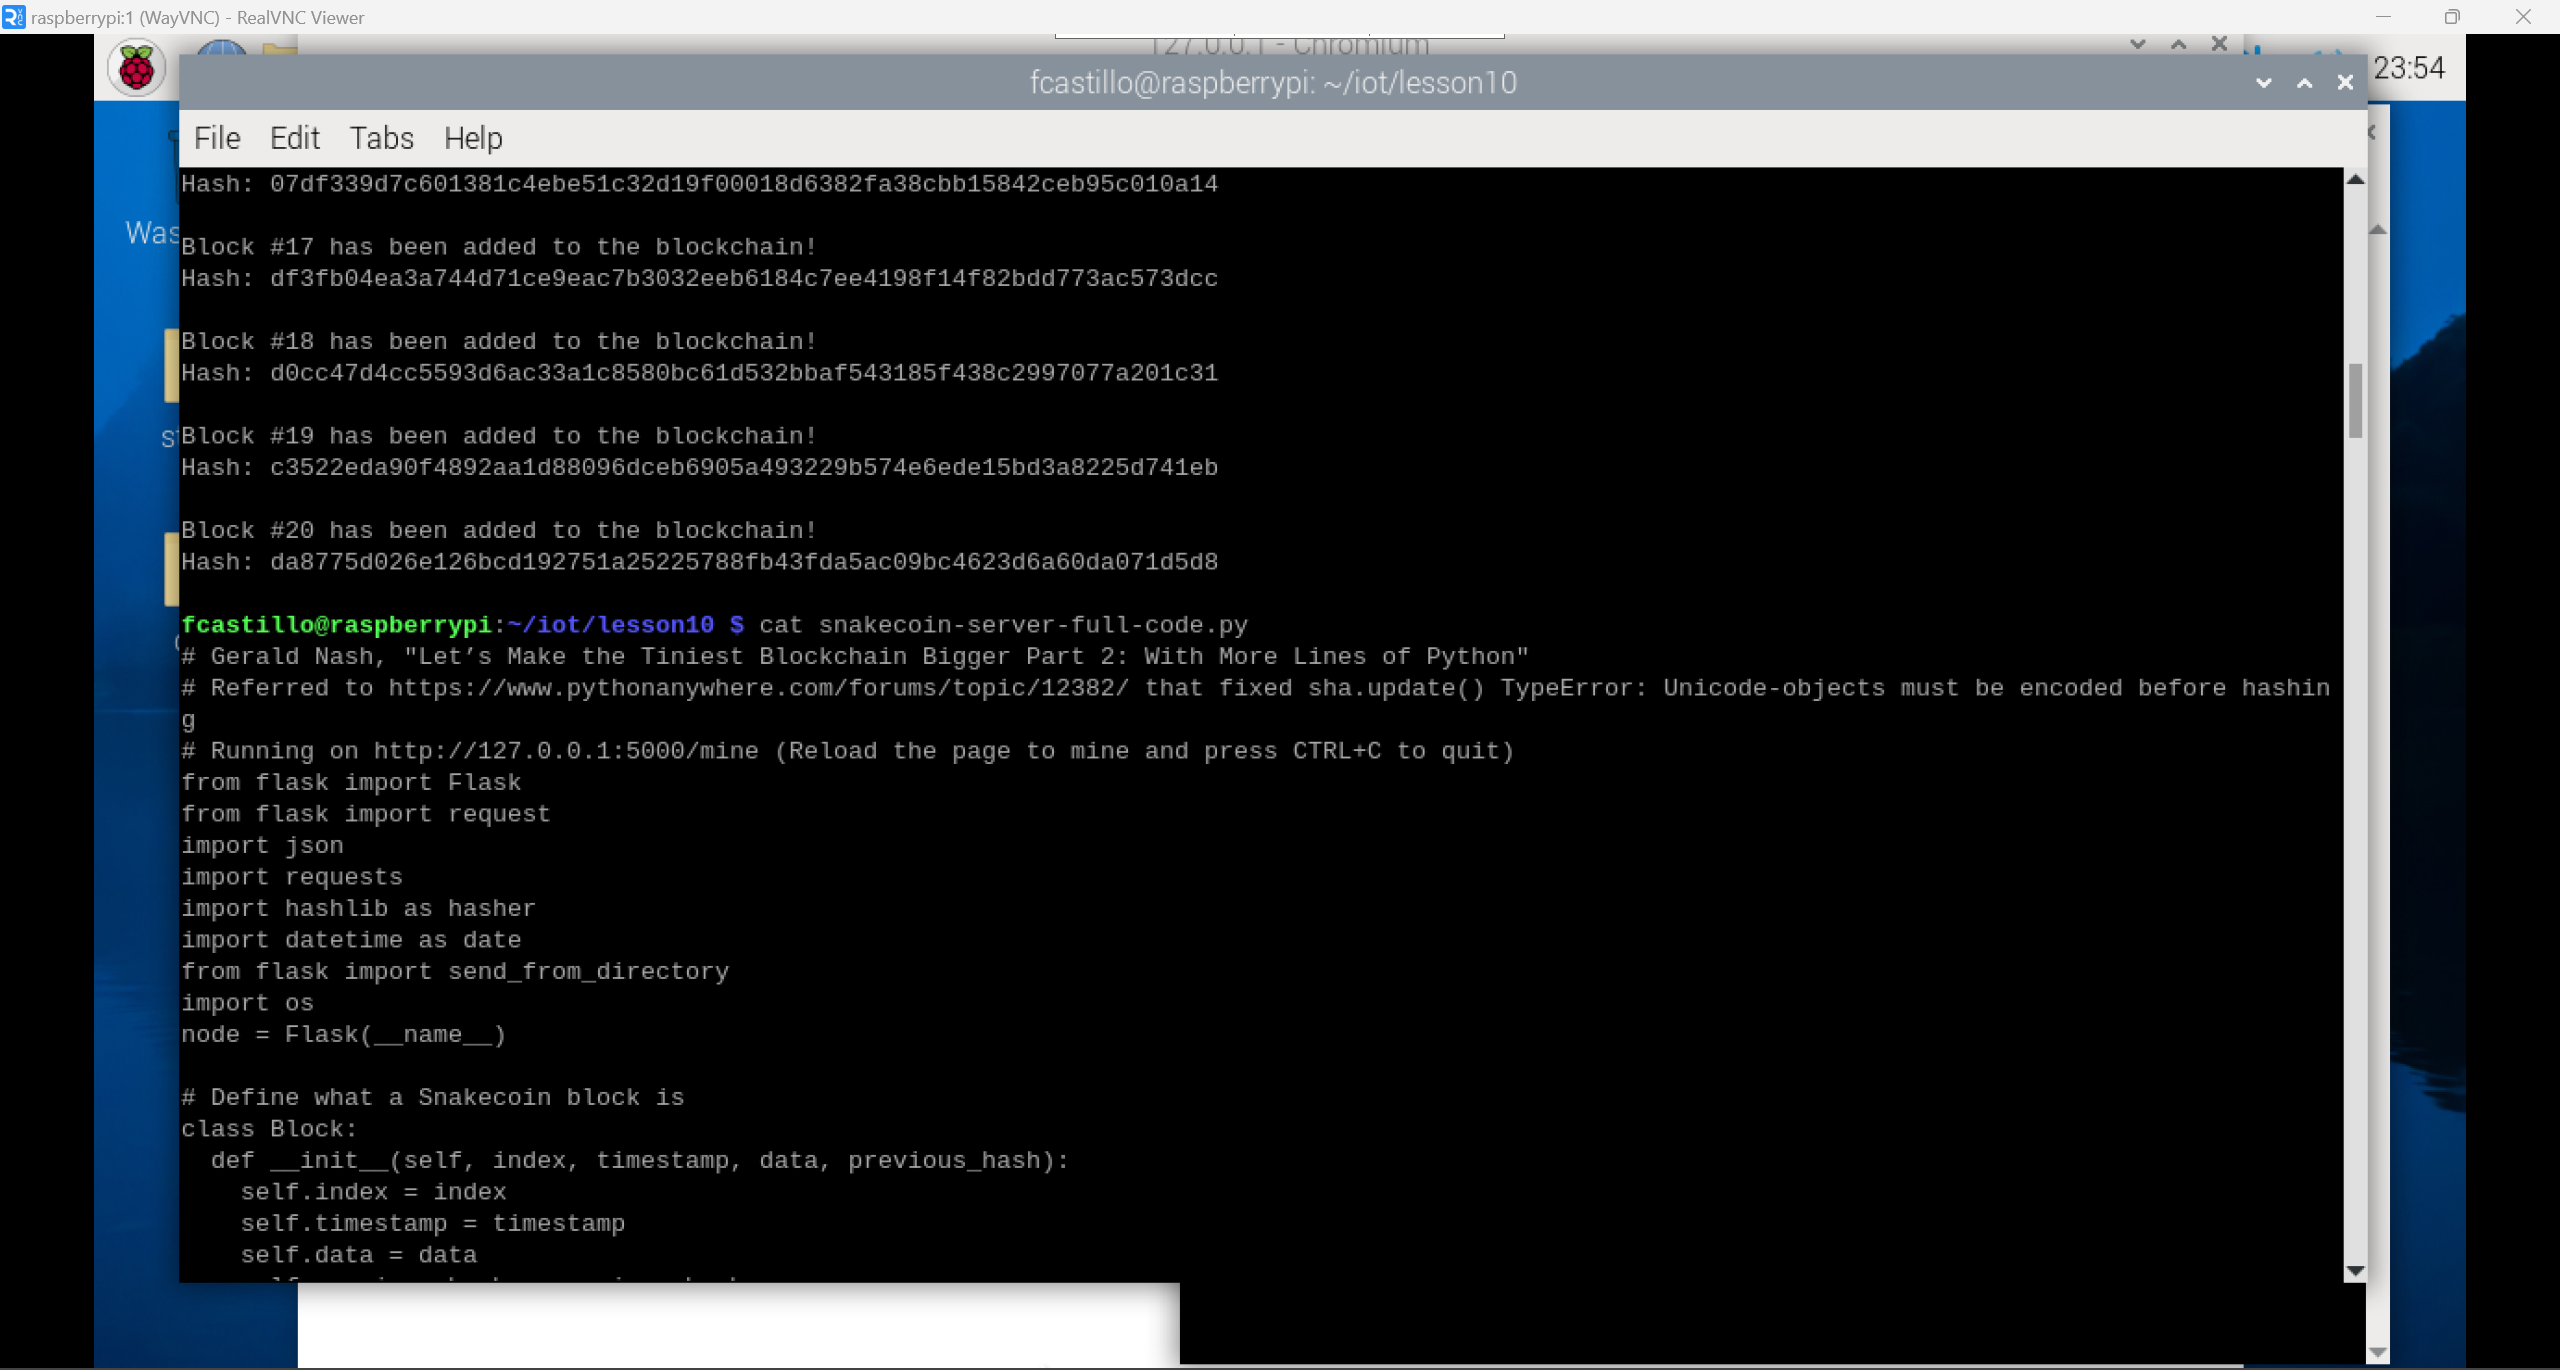 raspberrypi:1 (WayVNC) - RealVNC Viewer
127.0.0.1 - Chromium
23:54
fcastillo@raspberrypi: ~/iot/lesson10
File Edit Tabs Help
Hash: 07df339d7c601381c4ebe51c32d19f00018d6382fa38cbb15842ceb95c010a14
Was
Block #17 has been added to the blockchain!
Hash: df3fb04ea3a744d71ce9eac7b3032eeb6184c7ee4198f14f82bdd773ac573dcc
Block #18 has been added to the blockchain!
Hash: d0cc47d4cc5593d6ac33a1c8580bc61d532bbaf543185f438c2997077a201c31
Block #19 has been added to the blockchain!
Hash: c3522eda90f4892aa1d88096dceb6905a493229b574e6ede15bd3a8225d741eb
Block #20 has been added to the blockchain!
Hash: da8775d026e126bcd192751a25225788fb43fda5ac09bc4623d6a60da071d5d8
fcastillo@raspberrypi:~/iot/lesson10 $ cat snakecoin-server-full-code.py
# Gerald Nash, "Let’s Make the Tiniest Blockchain Bigger Part 2: With More Lines of Python"
# Referred to https://www.pythonanywhere.com/forums/topic/12382/ that fixed sha.update() TypeError: Unicode-objects must be encoded before hashin
g
# Running on http://127.0.0.1:5000/mine (Reload the page to mine and press CTRL+C to quit)
from flask import Flask
from flask import request
import json
import requests
import hashlib as hasher
import datetime as date
from flask import send_from_directory
import os
node = Flask(__name__)
# Define what a Snakecoin block is
class Block:
def __init__(self, index, timestamp, data, previous_hash):
self.index = index
self.timestamp = timestamp
self.data = data